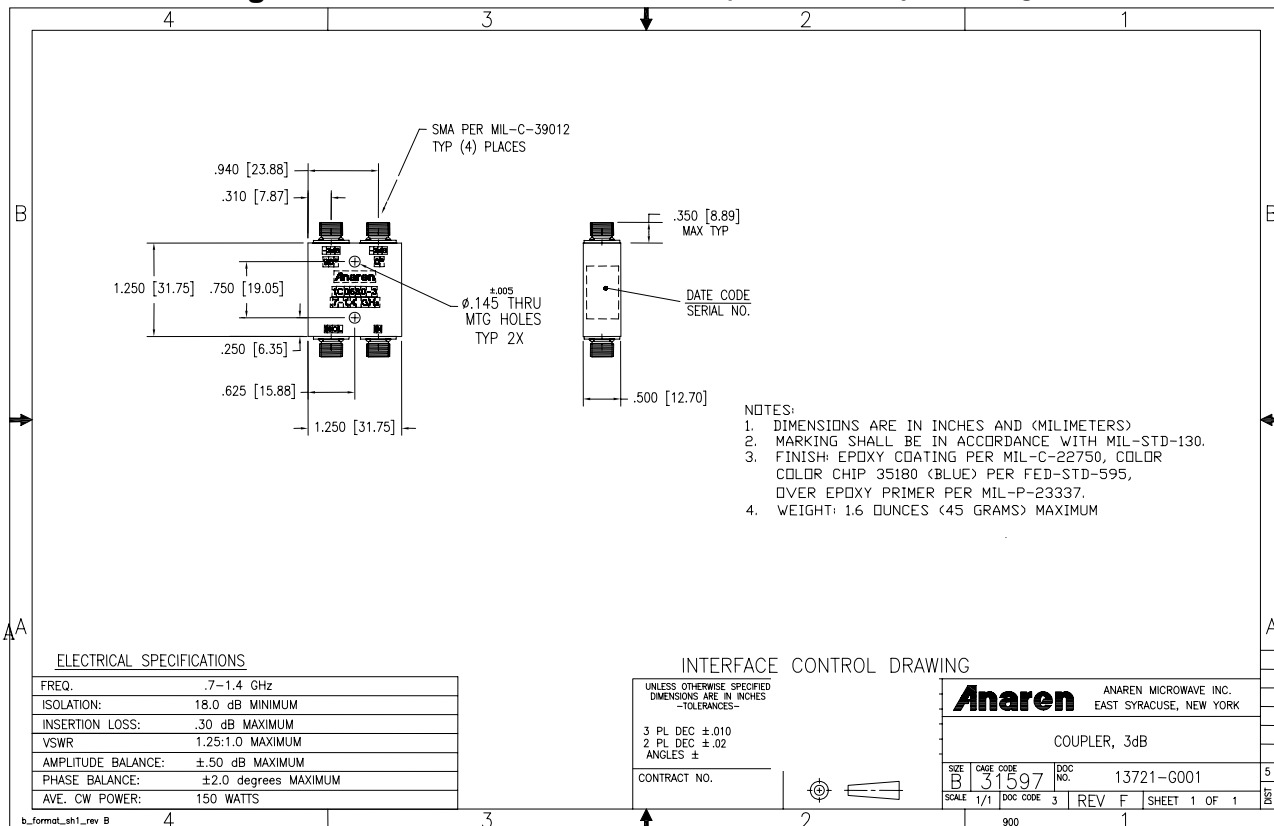 4 3 2 1
SMA PER MIL-C-39012
TYP (4) PLACES
.940 [23.88]
.310 [7.87]
B
B
.350 [8.89]
MAX TYP
Anaren
1.250 [31.75]
.750 [19.05]
±.005
Ø.145 THRU
MTG HOLES
TYP 2X
DATE CODE
SERIAL NO.
.250 [6.35]
.625 [15.88]
1.250 [31.75]
.500 [12.70]
NOTES:
1. DIMENSIONS ARE IN INCHES AND (MILIMETERS)
2. MARKING SHALL BE IN ACCORDANCE WITH MIL-STD-130.
3. FINISH: EPOXY COATING PER MIL-C-22750, COLOR
COLOR CHIP 35180 (BLUE) PER FED-STD-595,
OVER EPOXY PRIMER PER MIL-P-23337.
4. WEIGHT: 1.6 OUNCES (45 GRAMS) MAXIMUM
A
A
A
ELECTRICAL SPECIFICATIONS
FREQ. .7-1.4 GHz
ISOLATION: 18.0 dB MINIMUM
INSERTION LOSS: .30 dB MAXIMUM
VSWR 1.25:1.0 MAXIMUM
AMPLITUDE BALANCE: ±.50 dB MAXIMUM
PHASE BALANCE: ±2.0 degrees MAXIMUM
AVE. CW POWER: 150 WATTS
INTERFACE CONTROL DRAWING
UNLESS OTHERWISE SPECIFIED
DIMENSIONS ARE IN INCHES
-TOLERANCES-
3 PL DEC ±.010
2 PL DEC ±.02
ANGLES ±
CONTRACT NO.
Anaren
ANAREN MICROWAVE INC.
EAST SYRACUSE, NEW YORK
COUPLER, 3dB
SIZE B
CAGE CODE 31597
DOC NO. 13721-G001
SCALE 1/1 DOC CODE 3 REV F SHEET 1 OF 1
5
DIST
b_format_sh1_rev B
4 3 2 1
900